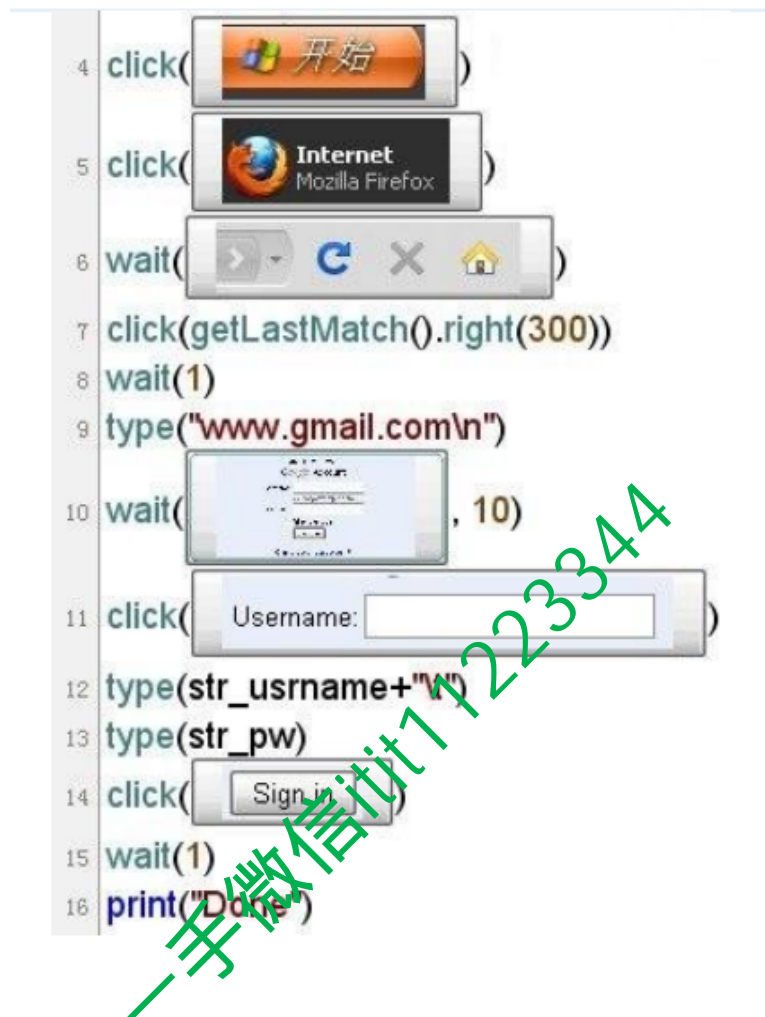 4 click( 开始 )
5 click( Internet Mozilla Firefox )
6 wait( )
7 click(getLastMatch().right(300))
8 wait(1)
9 type("www.gmail.com\n")
10 wait( , 10)
11 click( Username: )
12 type(str_usrname+"\t")
13 type(str_pw)
14 click( Sign in )
15 wait(1)
16 print("Done")
一手微信itit11223344